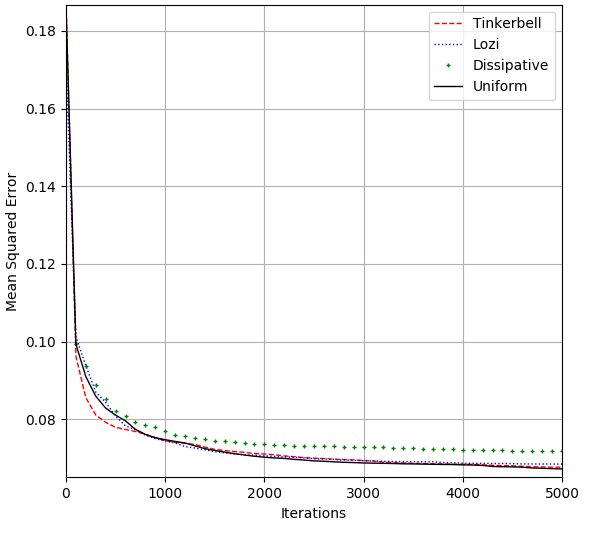 Tinkerbell
Lozi
Dissipative
Uniform
0.18
0.16
0.14
0.12
0.10
0.08
Mean Squared Error
0 1000 2000 3000 4000 5000
Iterations